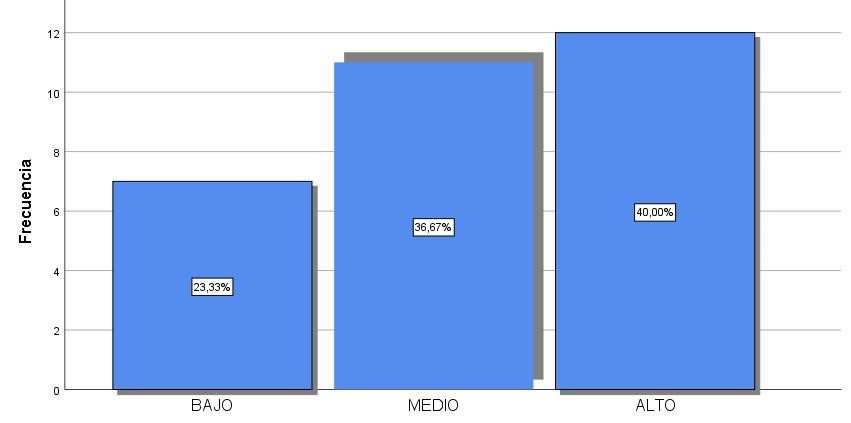 Frecuencia
12
10
8
6
4
2
0
23,33%
36,67%
40,00%
BAJO
MEDIO
ALTO